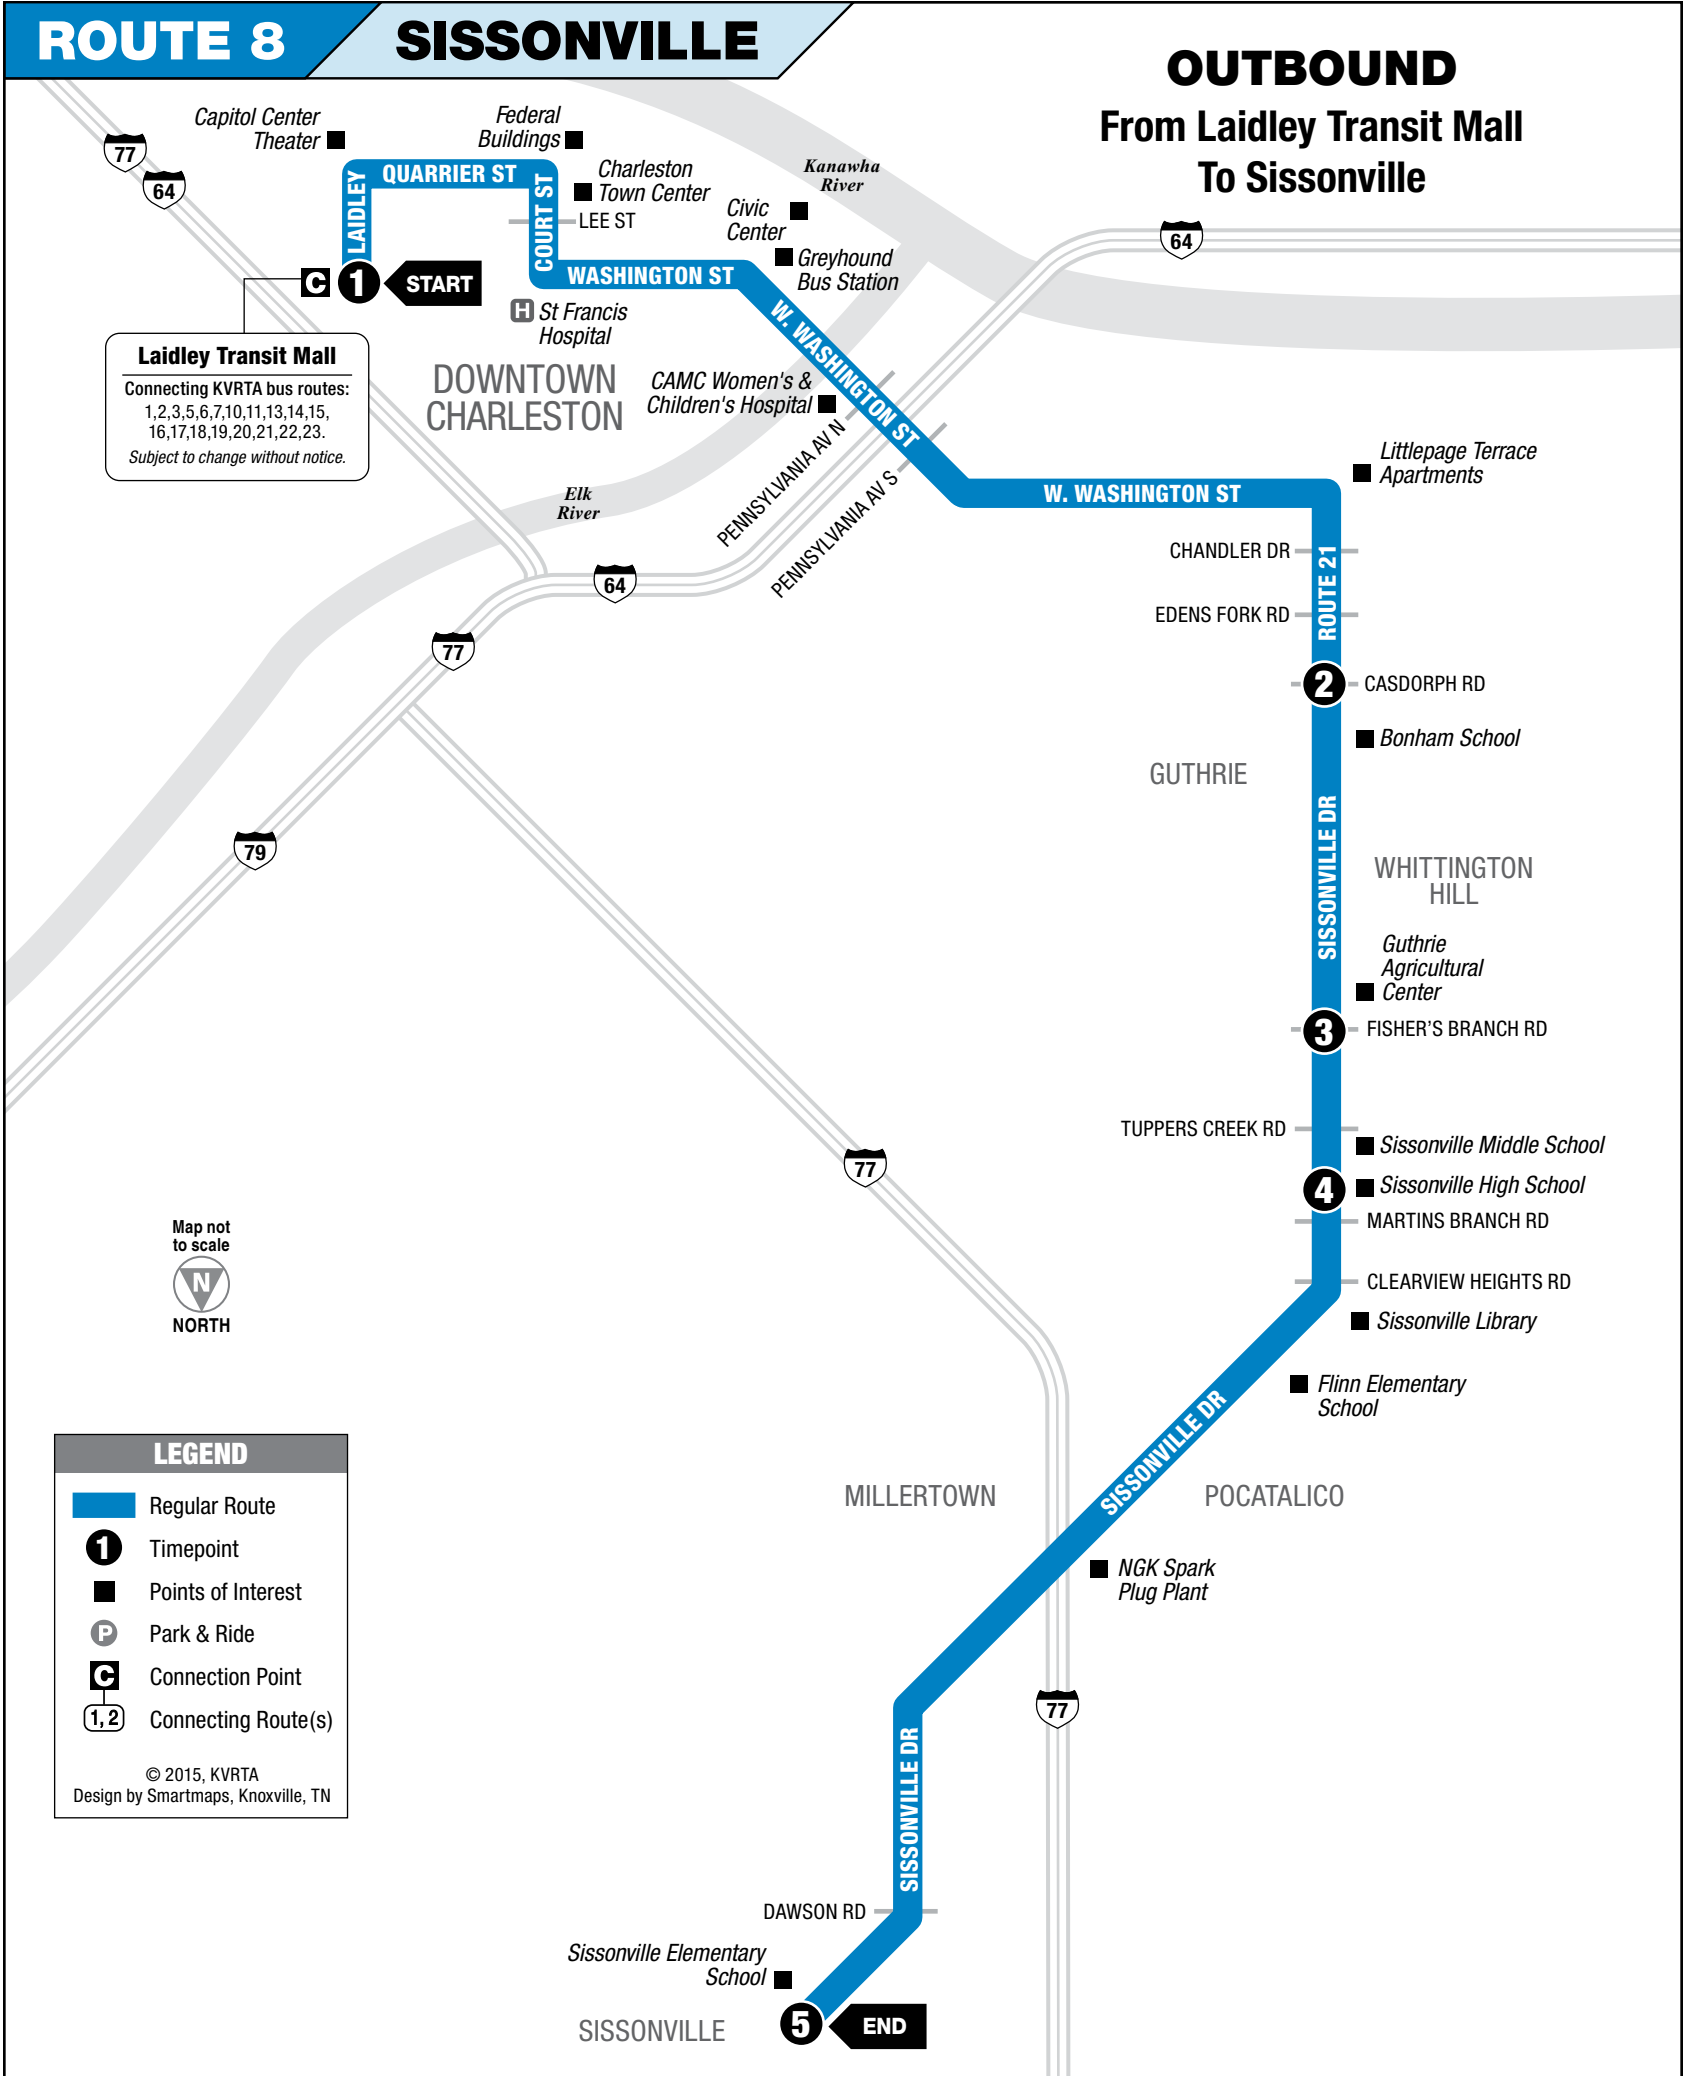 ROUTE 8
SISSONVILLE
OUTBOUND
From Laidley Transit Mall
To Sissonville
77
64
Capitol Center
Theater
Federal
Buildings
Charleston
Town Center
Kanawha
River
Civic
Center
Greyhound
Bus Station
64
LAIDLEY
QUARRIER ST
COURT ST
LEE ST
WASHINGTON ST
W. WASHINGTON ST
C
1
START
H
St Francis
Hospital
Laidley Transit Mall
Connecting KVRTA bus routes:
1,2,3,5,6,7,10,11,13,14,15,
16,17,18,19,20,21,22,23.
Subject to change without notice.
DOWNTOWN
CHARLESTON
CAMC Women's &
Children's Hospital
PENNSYLVANIA AV N
PENNSYLVANIA AV S
Elk
River
64
77
79
W. WASHINGTON ST
Littlepage Terrace
Apartments
CHANDLER DR
ROUTE 21
EDENS FORK RD
2
CASDORPH RD
Bonham School
GUTHRIE
SISSONVILLE DR
WHITTINGTON
HILL
Guthrie
Agricultural
Center
3
FISHER'S BRANCH RD
TUPPERS CREEK RD
Sissonville Middle School
4
Sissonville High School
MARTINS BRANCH RD
CLEARVIEW HEIGHTS RD
Sissonville Library
77
Map not
to scale
N
NORTH
Flinn Elementary
School
SISSONVILLE DR
MILLERTOWN
POCATALICO
NGK Spark
Plug Plant
77
SISSONVILLE DR
DAWSON RD
Sissonville Elementary
School
SISSONVILLE
5
END
LEGEND
Regular Route
1
Timepoint
Points of Interest
P
Park & Ride
C
Connection Point
1, 2
Connecting Route(s)
© 2015, KVRTA
Design by Smartmaps, Knoxville, TN